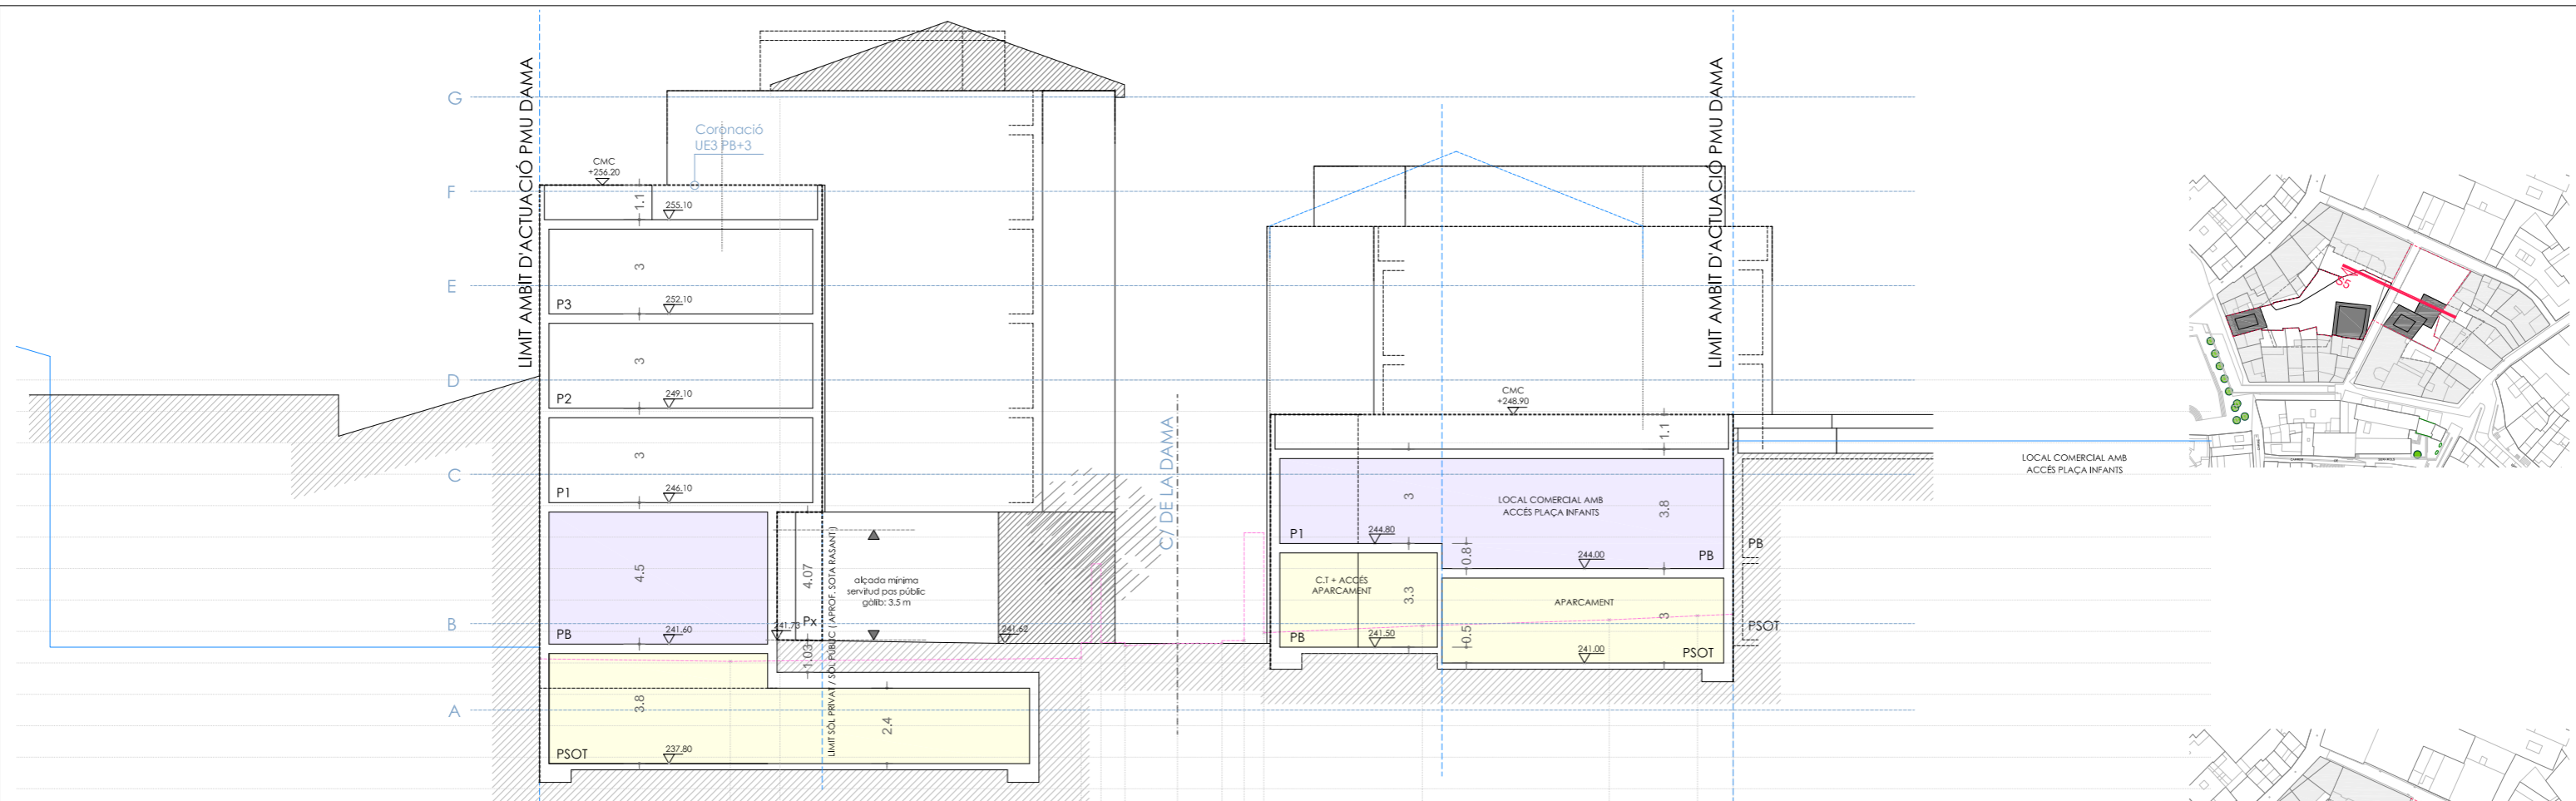 LIMIT AMBIT D'ACTUACIÓ PMU DAMA
G
F
E
D
C
B
A
Coronació
UE3 PB+3
CMC
+256.20
1.1
255.10
3
P3
252.10
3
P2
249.10
3
P1
246.10
4.5
PB
241.60
3.8
PSOT
237.80
2.4
4.07
Px
241.73
1.03
LIMIT SÒL PRIVAT / SÒL PÚBLIC ( APROF. SOTA RASANT)
alçada mínima
servitud pas públic
gàlib: 3.5 m
241.62
C/ DE LA DAMA
LIMIT AMBIT D'ACTUACIÓ PMU DAMA
CMC
+248.90
1.1
3
LOCAL COMERCIAL AMB
ACCÉS PLAÇA INFANTS
3.8
P1
244.80
0.8
244.00
PB
C.T + ACCÉS
APARCAMENT
3.3
APARCAMENT
3
PB
241.50
0.5
241.00
PSOT
PB
PSOT
LOCAL COMERCIAL AMB
ACCÉS PLAÇA INFANTS
S5